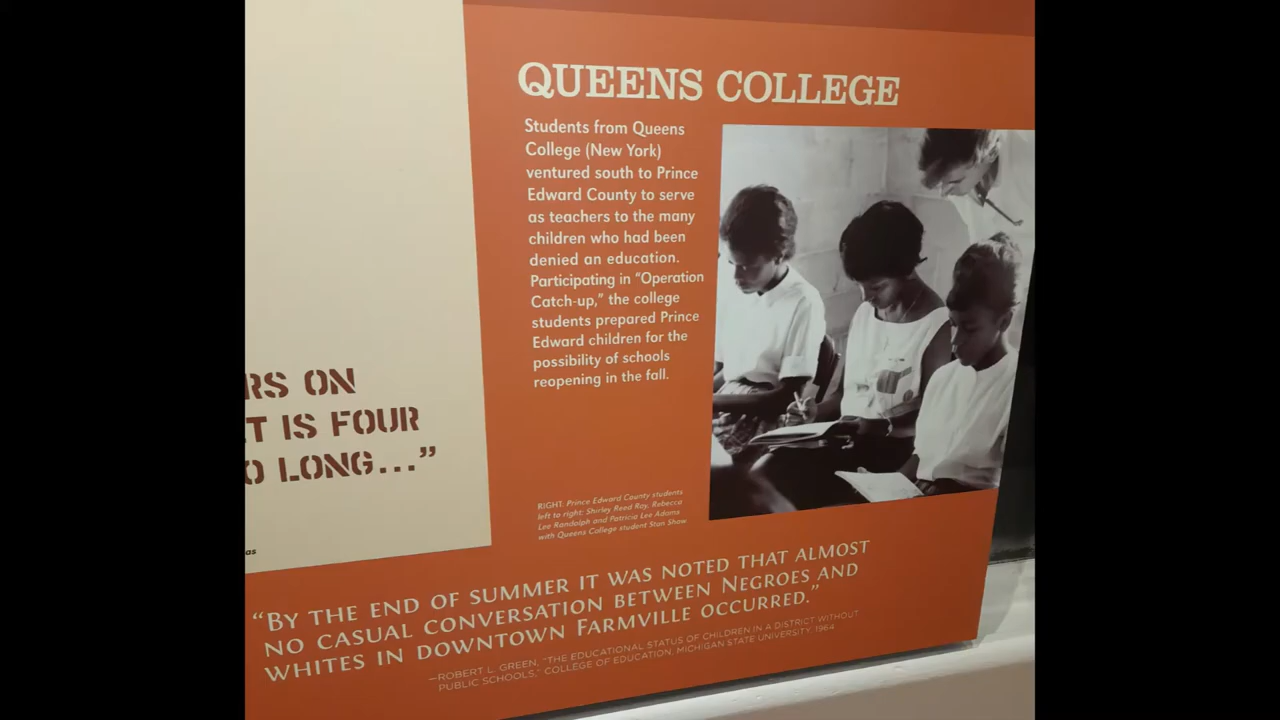 RS ON
T IS FOUR
O LONG...”
as
QUEENS COLLEGE
Students from Queens
College (New York)
ventured south to Prince
Edward County to serve
as teachers to the many
children who had been
denied an education.
Participating in “Operation
Catch-up,” the college
students prepared Prince
Edward children for the
possibility of schools
reopening in the fall.
RIGHT: Prince Edward County students
left to right: Shirley Reed Ray, Rebecca
Lee Randolph and Patricia Lee Adams
with Queens College student Stan Shaw
“BY THE END OF SUMMER IT WAS NOTED THAT ALMOST
NO CASUAL CONVERSATION BETWEEN NEGROES AND
WHITES IN DOWNTOWN FARMVILLE OCCURRED.”
—ROBERT L. GREEN, “THE EDUCATIONAL STATUS OF CHILDREN IN A DISTRICT WITHOUT
PUBLIC SCHOOLS,” COLLEGE OF EDUCATION, MICHIGAN STATE UNIVERSITY, 1964